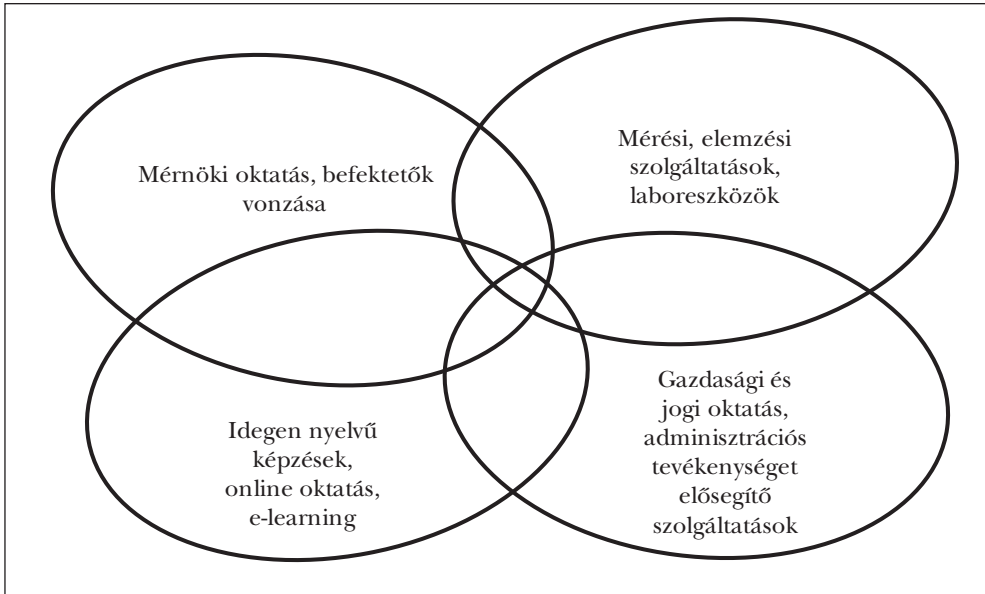 Mérnöki oktatás, befektetők
vonzása
Mérési, elemzési
szolgáltatások,
laboreszközök
Idegen nyelvű
képzések,
online oktatás,
e-learning
Gazdasági és
jogi oktatás,
adminisztrációs
tevékenységet
elősegítő
szolgáltatások